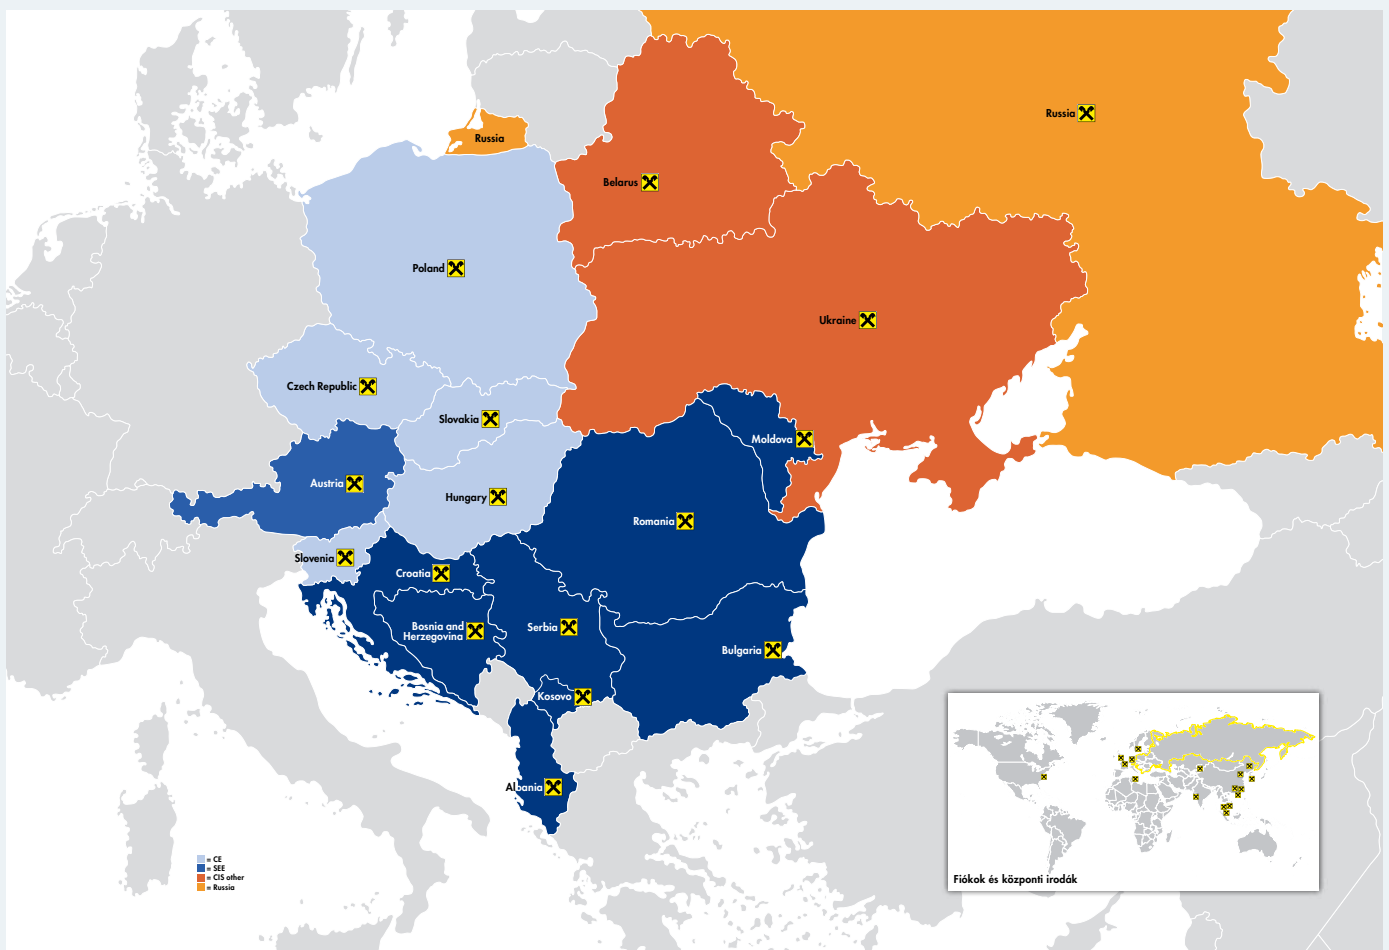 Russia
Russia
Belarus
Poland
Ukraine
Czech Republic
Slovakia
Moldova
Austria
Hungary
Romania
Slovenia
Croatia
Bosnia and
Herzegovina
Serbia
Bulgaria
Kosovo
Albania
= CE
= SEE
= CIS other
= Russia
Fiókok és központi irodák